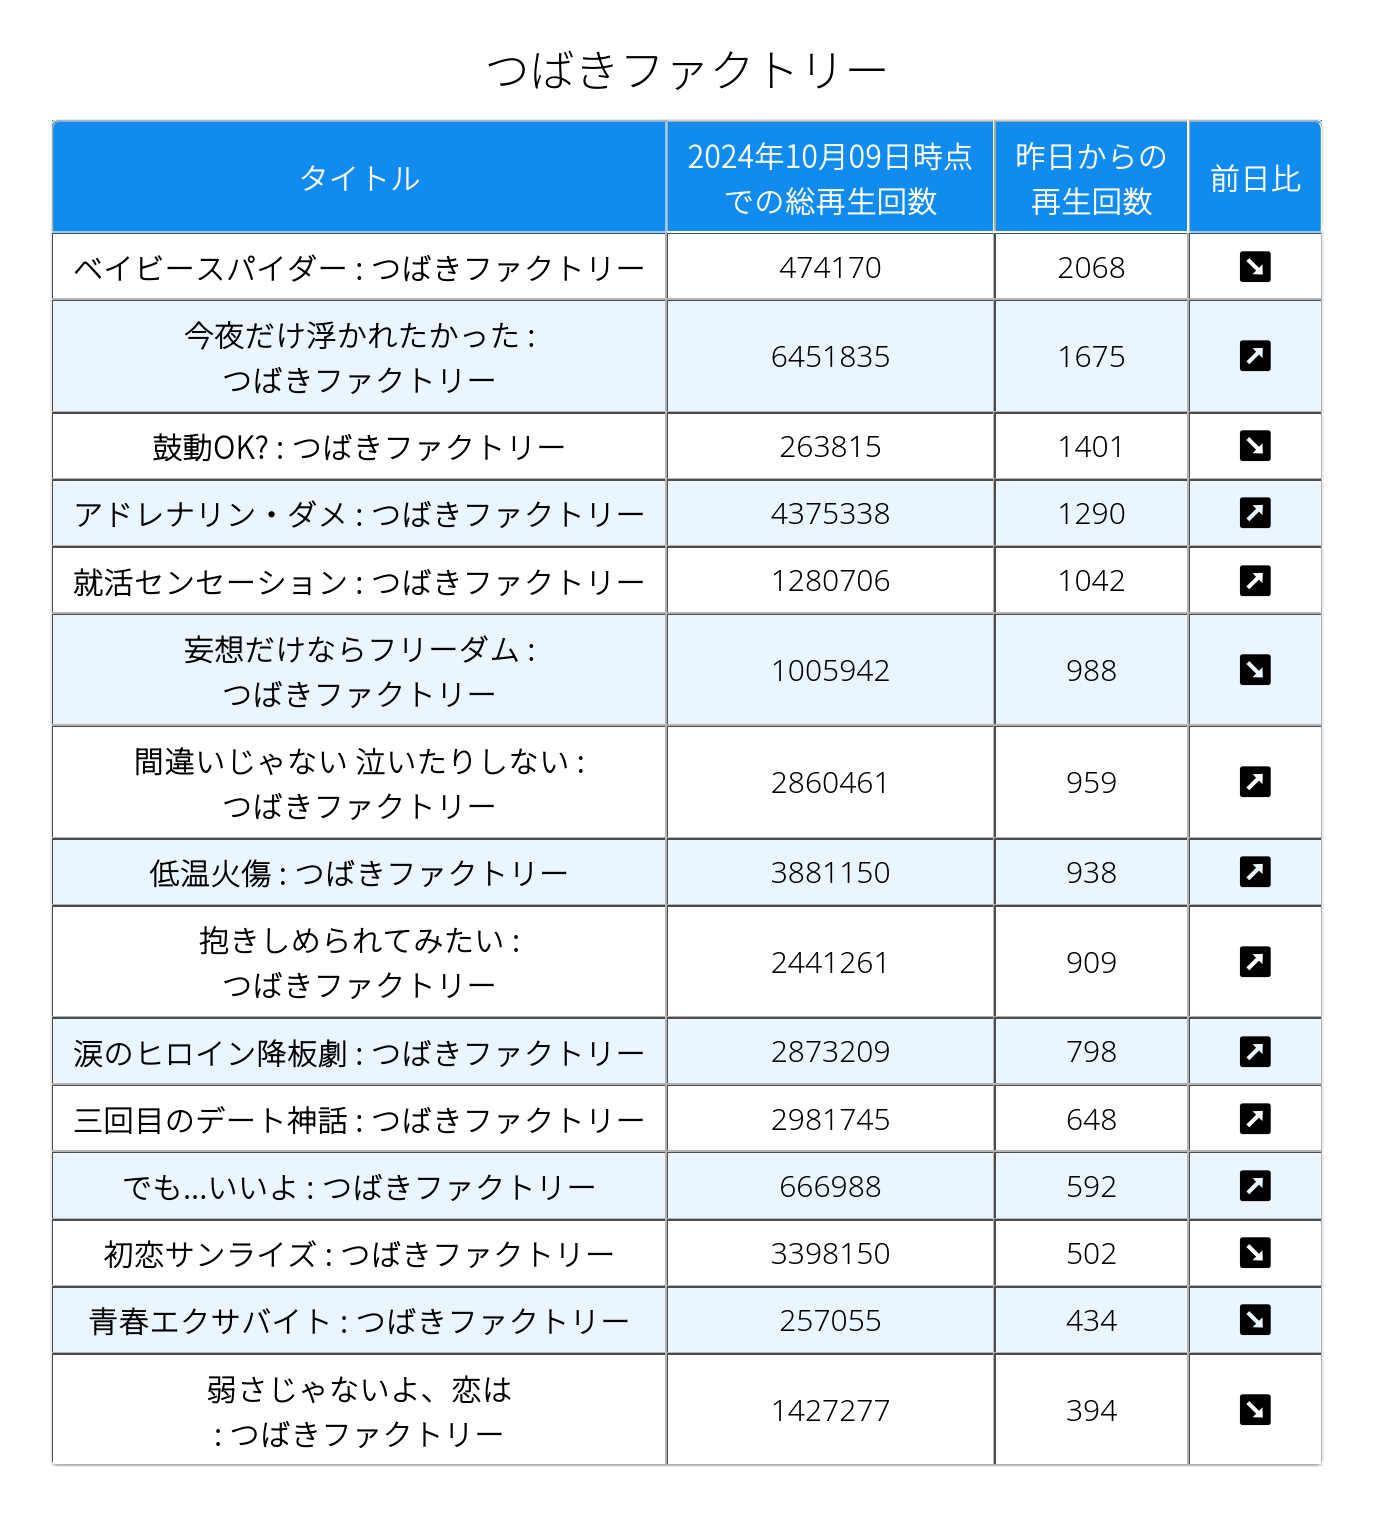 つばきファクトリー
タイトル
2024年10月09日時点
での総再生回数
昨日からの
再生回数
前日比
ベイビースパイダー : つばきファクトリー 474170 2068 ↘
今夜だけ浮かれたかった :
つばきファクトリー 6451835 1675 ↗
鼓動OK? : つばきファクトリー 263815 1401 ↘
アドレナリン・ダメ : つばきファクトリー 4375338 1290 ↗
就活センセーション : つばきファクトリー 1280706 1042 ↗
妄想だけならフリーダム :
つばきファクトリー 1005942 988 ↘
間違いじゃない 泣いたりしない :
つばきファクトリー 2860461 959 ↗
低温火傷 : つばきファクトリー 3881150 938 ↗
抱きしめられてみたい :
つばきファクトリー 2441261 909 ↗
涙のヒロイン降板劇 : つばきファクトリー 2873209 798 ↗
三回目のデート神話 : つばきファクトリー 2981745 648 ↗
でも...いいよ : つばきファクトリー 666988 592 ↗
初恋サンライズ : つばきファクトリー 3398150 502 ↘
青春エクサバイト : つばきファクトリー 257055 434 ↘
弱さじゃないよ、恋は
: つばきファクトリー 1427277 394 ↘